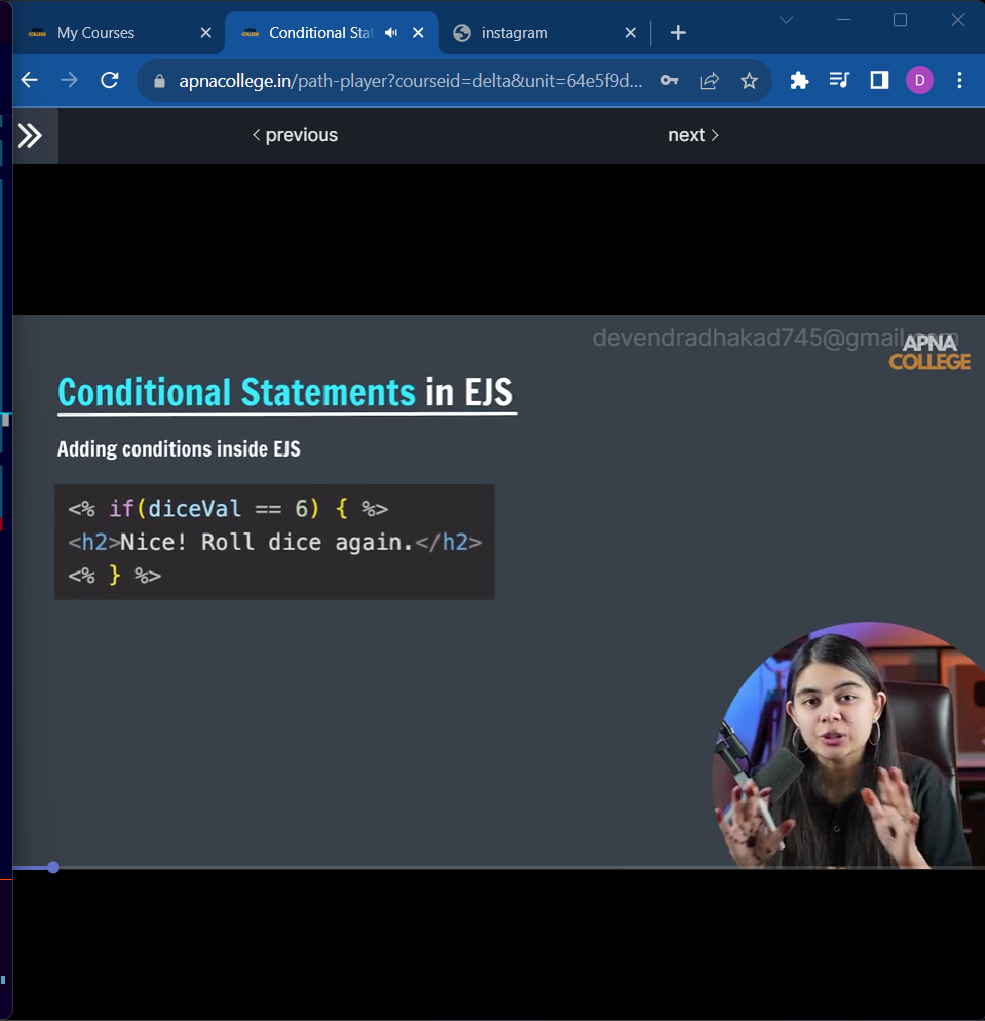 My Courses
Conditional Stat
instagram
apnacollege.in/path-player?courseid=delta&unit=64e5f9d...
D
< previous
next >
devendradhakad745@gmail.com
APNA
COLLEGE
Conditional Statements in EJS
Adding conditions inside EJS
<% if(diceVal == 6) { %>
<h2>Nice! Roll dice again.</h2>
<% } %>